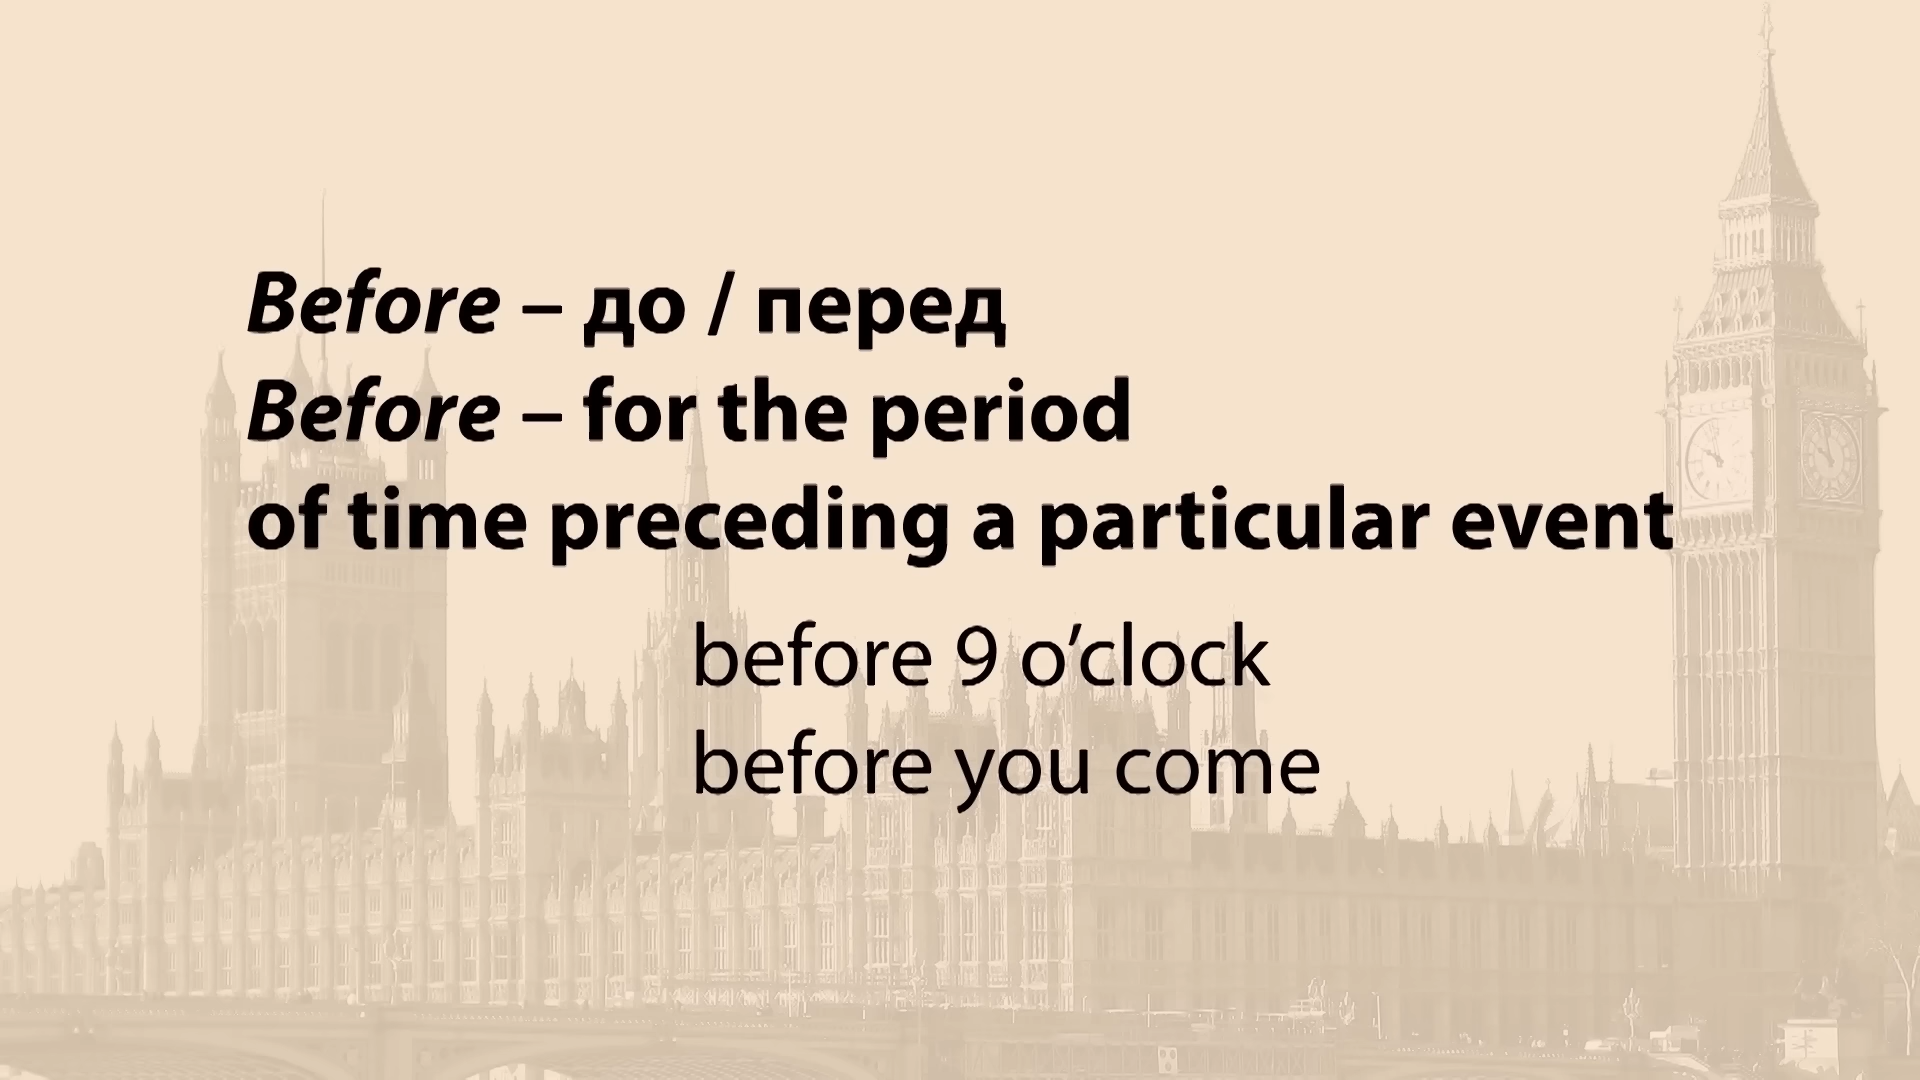 Before – до / перед
Before – for the period
of time preceding a particular event
before 9 o’clock
before you come